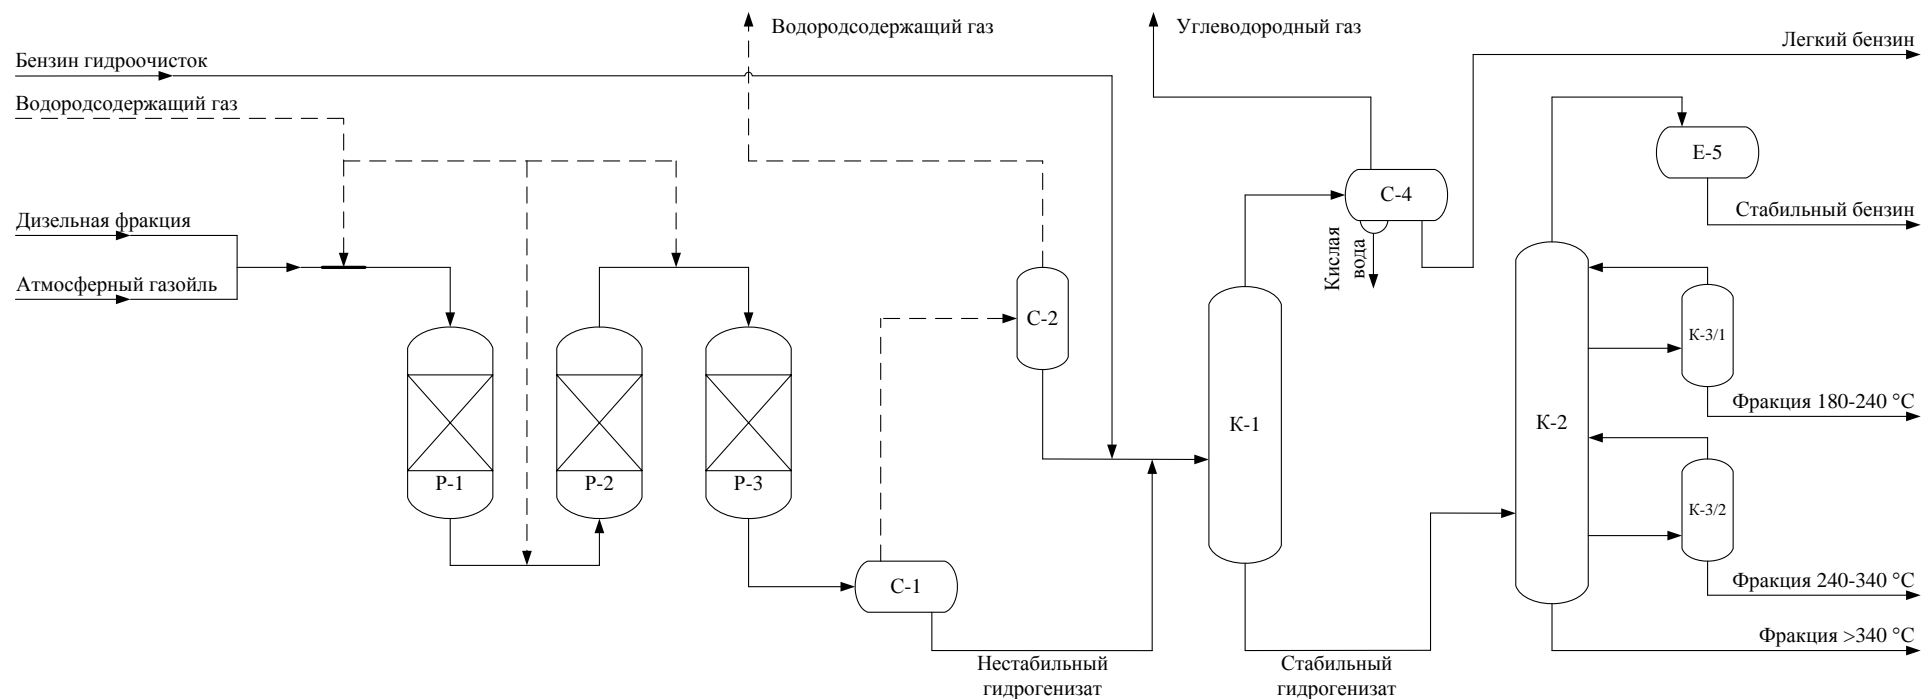 Водородсодержащий газ
Углеводородный газ
Легкий бензин
Бензин гидроочисток
Водородсодержащий газ
Е-5
С-4
Стабильный бензин
Дизельная фракция
Кислая
вода
Атмосферный газойль
С-2
К-3/1
Фракция 180-240 °С
К-1
К-2
Р-1
Р-2
Р-3
К-3/2
С-1
Фракция 240-340 °С
Фракция >340 °С
Нестабильный
гидрогенизат
Стабильный
гидрогенизат